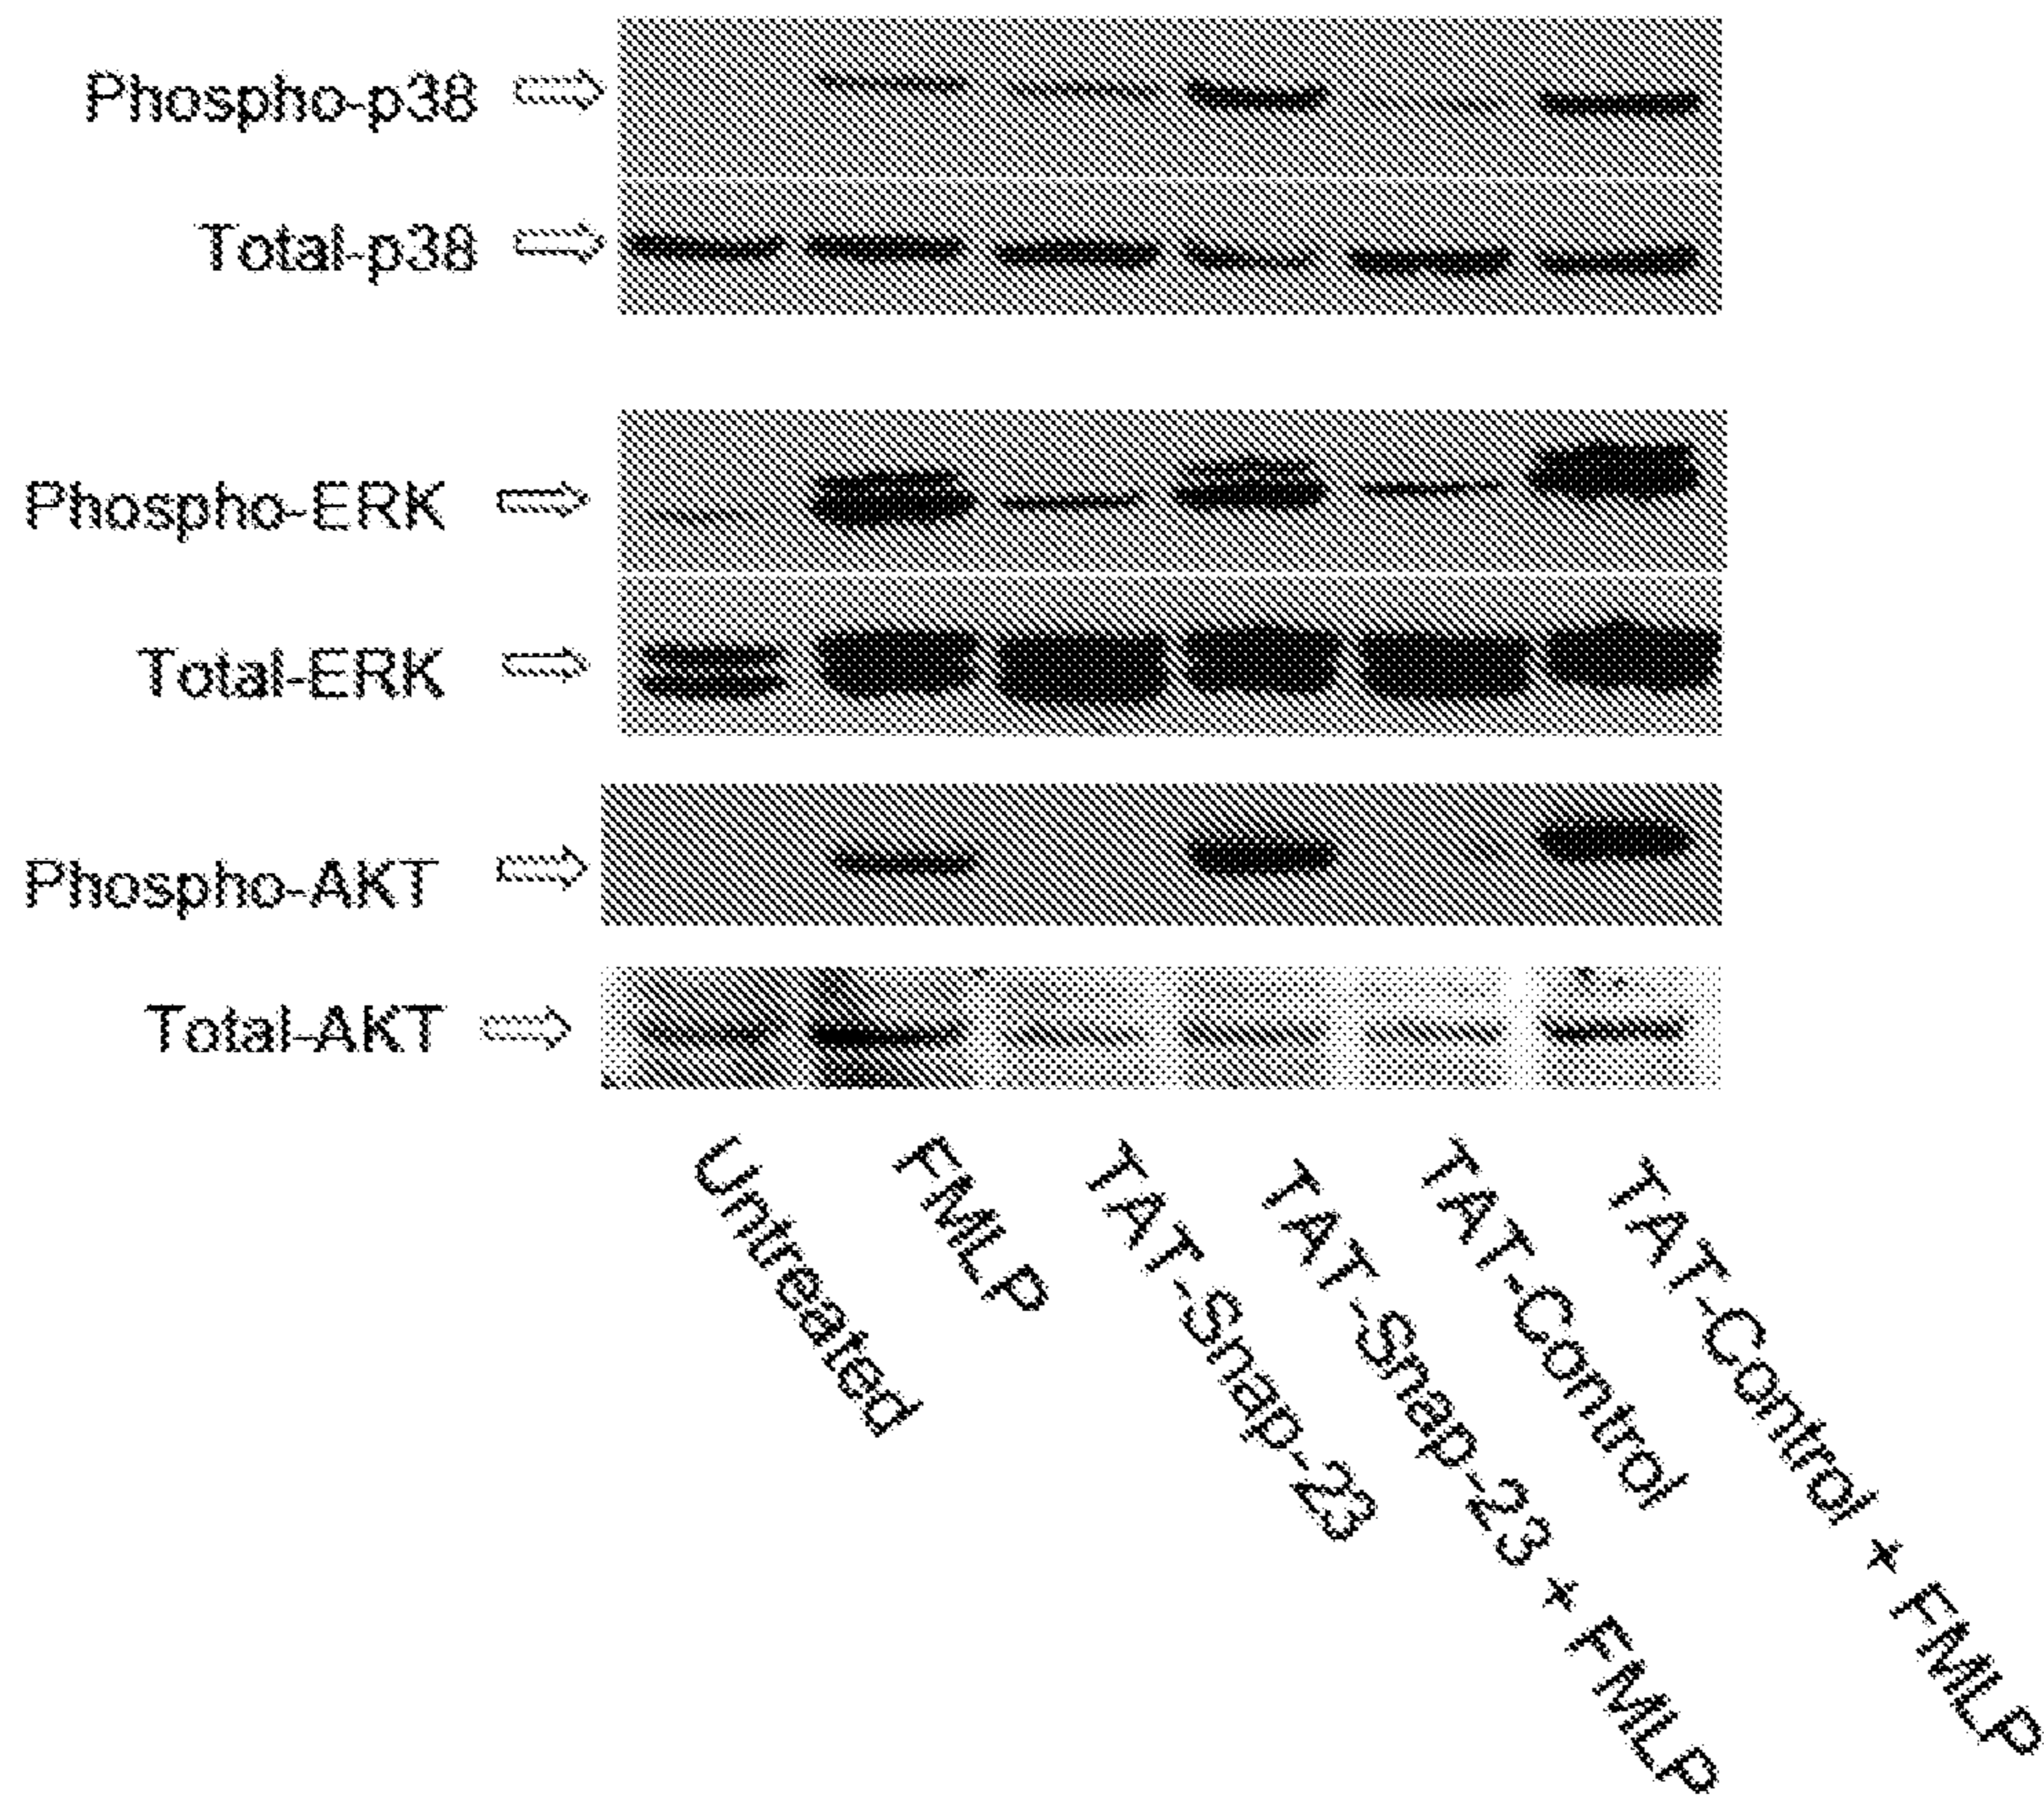 Phospho-p38
Total-p38
Phospho-ERK
Total-ERK
Phospho-AKT
Total-AKT
Untreated
FMLP
TAT-Snap-23
TAT-Snap-23 + FMLP
TAT-Control
TAT-Control + FMLP